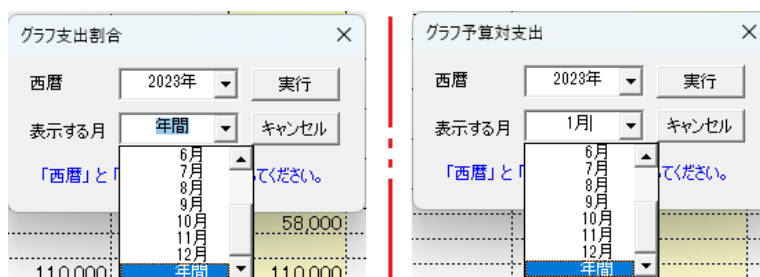 グラフ支出割合
西暦 2023年 実行
表示する月 年間 キャンセル
6月
「西暦」と「
7月
てください。
8月
9月
10月
58,000
11月
12月
110,000
年間
110,000
グラフ予算対支出
西暦 2023年 実行
表示する月 1月 キャンセル
6月
「西暦」と「
7月
てください。
8月
9月
10月
11月
12月
年間